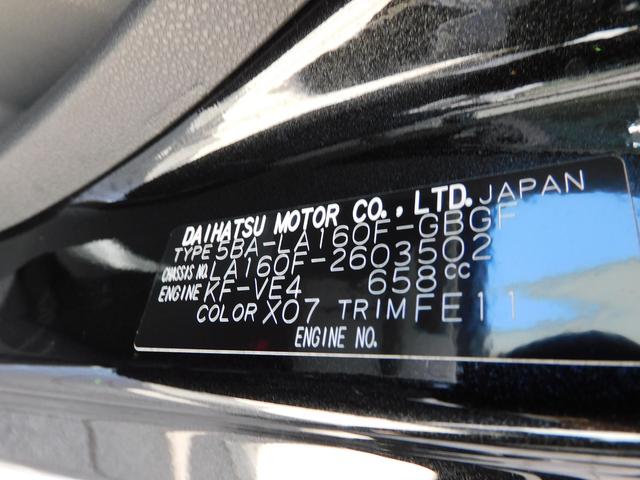 DAIHATSU MOTOR CO., LTD. JAPAN
TYPE 5BA-LA160F-GBGF
CHASSIS NO. LA160F-2603502
ENGINE KF-VE4 658cc
COLOR X07 TRIM FE11
ENGINE NO.